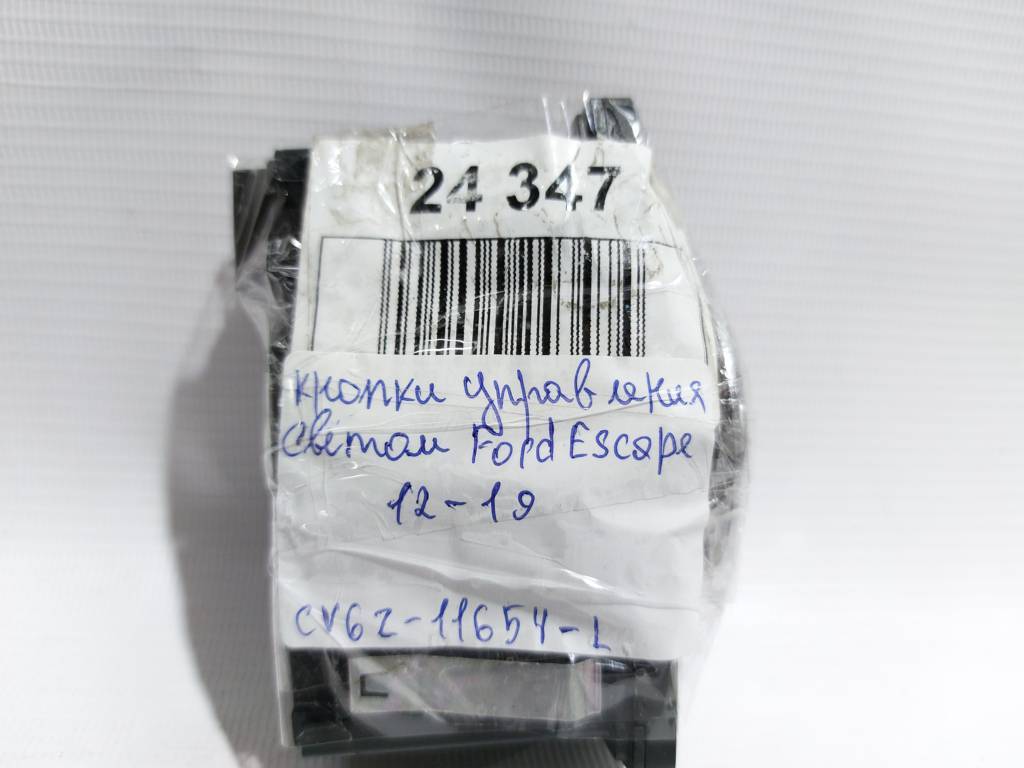 24 347
кнопки управления
светом Ford Escape
12-19
CV6Z-11654-L